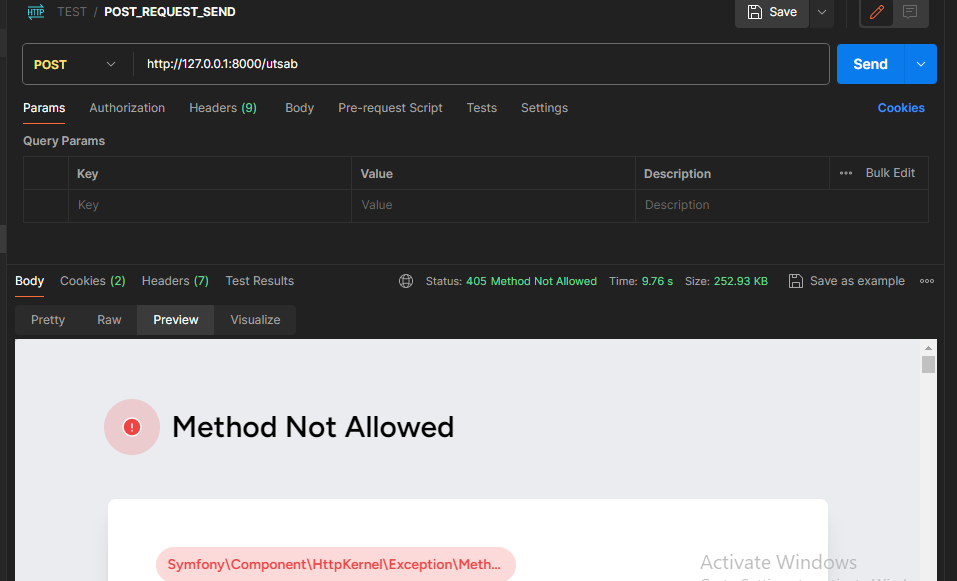 HTTP TEST / POST_REQUEST_SEND Save
POST http://127.0.0.1:8000/utsab Send
Params Authorization Headers (9) Body Pre-request Script Tests Settings Cookies
Query Params
Key Value Description ••• Bulk Edit
Key Value Description
Body Cookies (2) Headers (7) Test Results Status: 405 Method Not Allowed Time: 9.76 s Size: 252.93 KB Save as example
Pretty Raw Preview Visualize
Method Not Allowed
Symfony\Component\HttpKernel\Exception\Meth...
Activate Windows